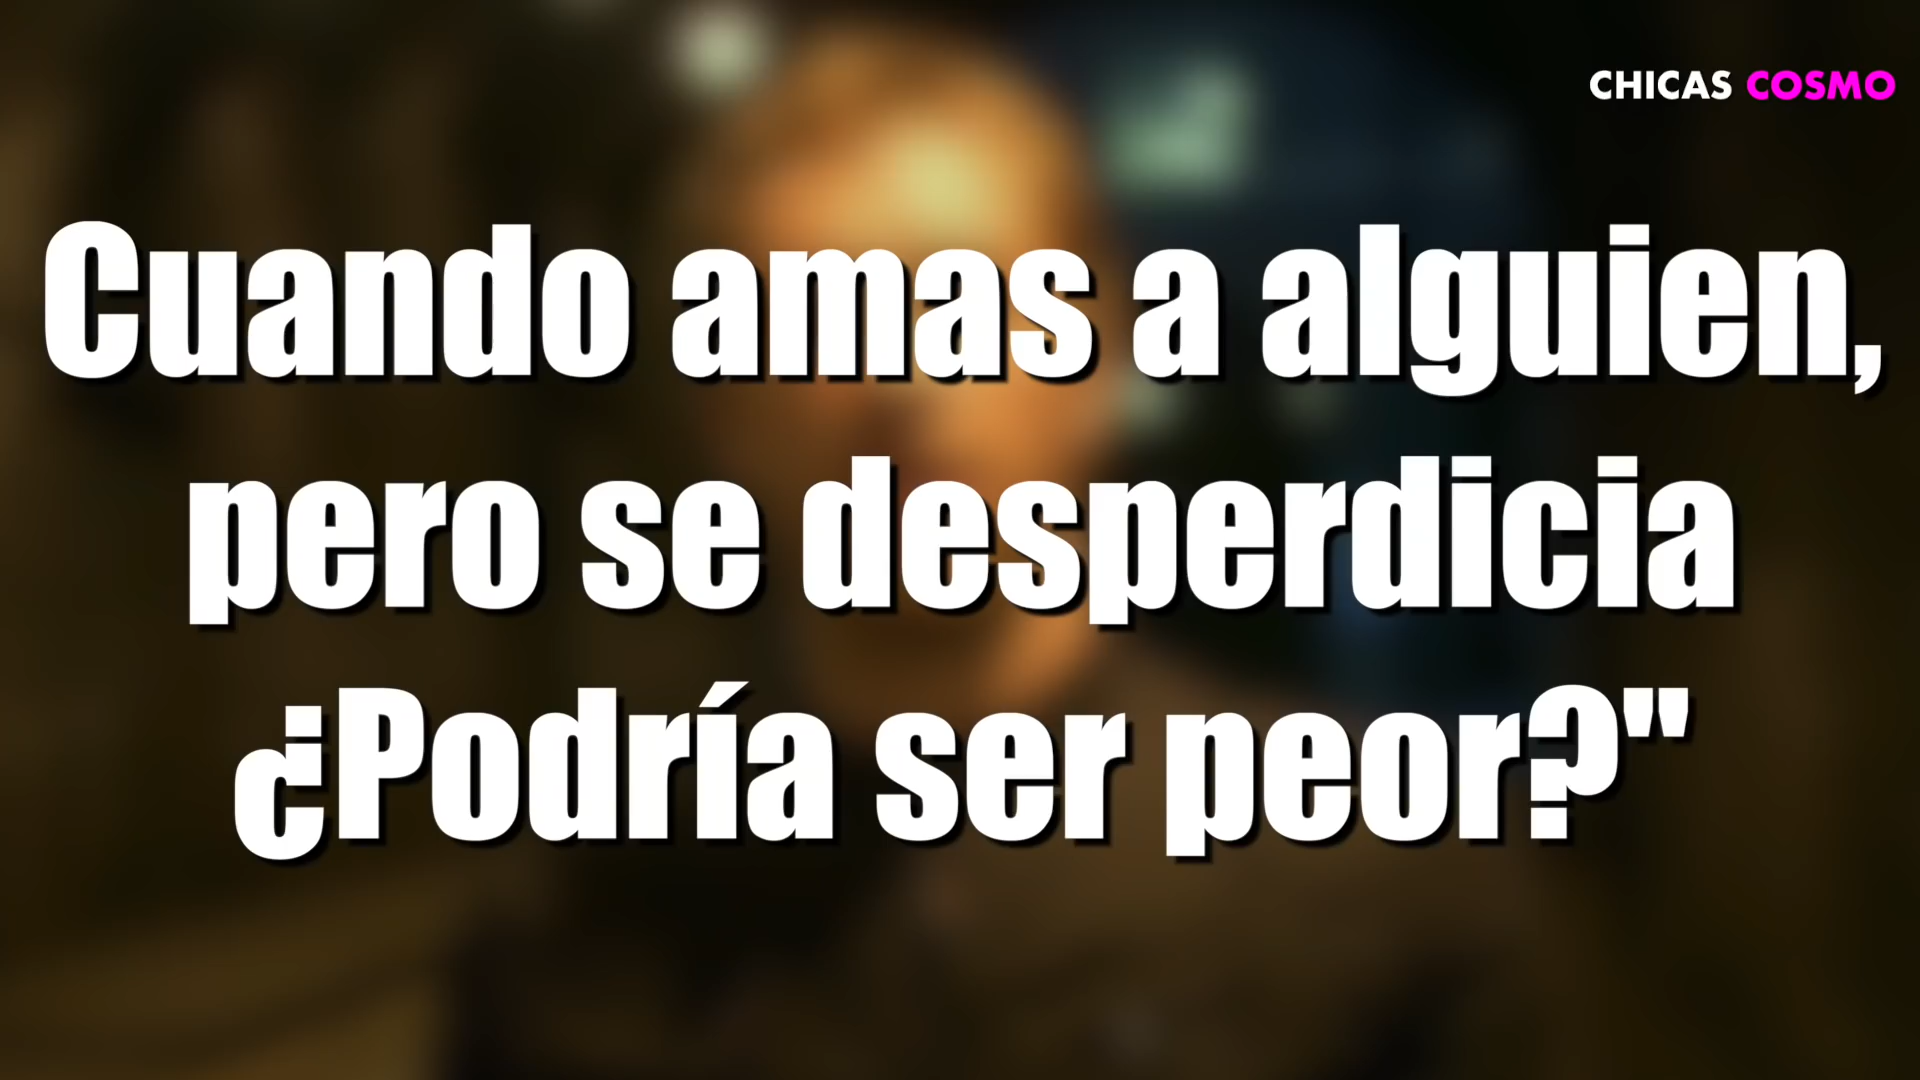 CHICAS COSMO
Cuando amas a alguien,
pero se desperdicia
¿Podría ser peor?"